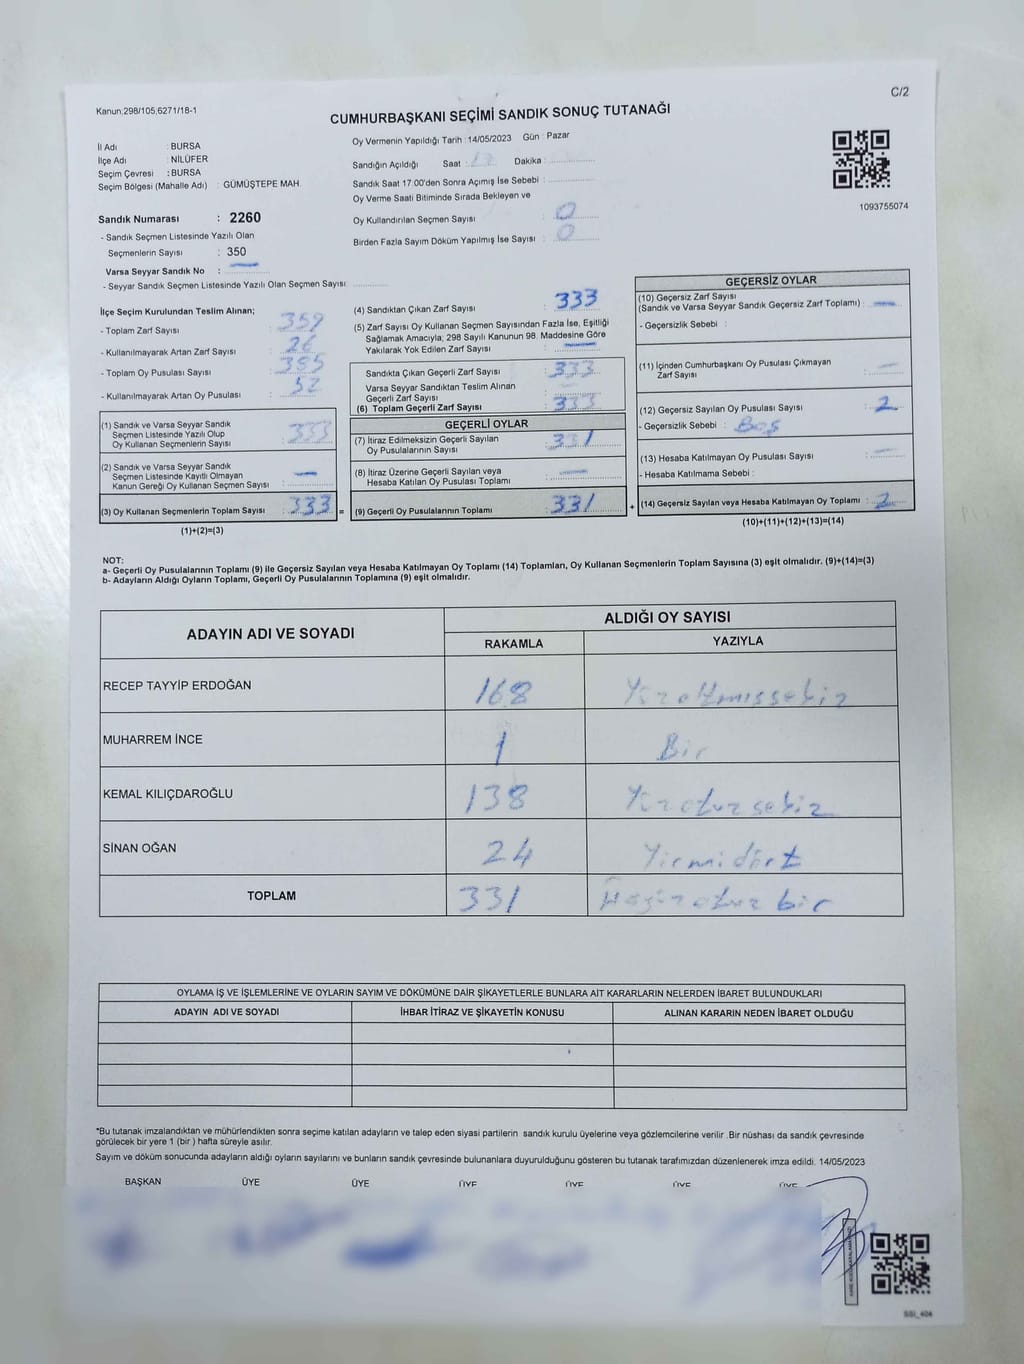 C/2
Kanun;298/105;6271/18-1
CUMHURBAŞKANI SEÇİMİ SANDIK SONUÇ TUTANAĞI
İl Adı : BURSA
İlçe Adı : NİLÜFER
Seçim Çevresi : BURSA
Seçim Bölgesi (Mahalle Adı) : GÜMÜŞTEPE MAH.
Oy Vermenin Yapıldığı Tarih : 14/05/2023 Gün : Pazar
Sandığın Açıldığı Saat : 17 Dakika :
Sandık Saat 17:00'den Sonra Açımış İse Sebebi :
Oy Verme Saati Bitiminde Sırada Bekleyen ve
Oy Kullandırılan Seçmen Sayısı : 0
Birden Fazla Sayım Döküm Yapılmış İse Sayısı : 0
1093755074
Sandık Numarası : 2260
- Sandık Seçmen Listesinde Yazılı Olan
Seçmenlerin Sayısı : 350
Varsa Seyyar Sandık No : —
- Seyyar Sandık Seçmen Listesinde Yazılı Olan Seçmen Sayısı:
İlçe Seçim Kurulundan Teslim Alınan;
- Toplam Zarf Sayısı : 359
- Kullanılmayarak Artan Zarf Sayısı : 26
- Toplam Oy Pusulası Sayısı : 385
- Kullanılmayarak Artan Oy Pusulası : 52
(1) Sandık ve Varsa Seyyar Sandık
Seçmen Listesinde Yazılı Olup
Oy Kullanan Seçmenlerin Sayısı : 333
(2) Sandık ve Varsa Seyyar Sandık
Seçmen Listesinde Kayıtlı Olmayan
Kanun Gereği Oy Kullanan Seçmen Sayısı : —
(3) Oy Kullanan Seçmenlerin Toplam Sayısı : 333 =
(1)+(2)=(3)
(4) Sandıktan Çıkan Zarf Sayısı : 333
(5) Zarf Sayısı Oy Kullanan Seçmen Sayısından Fazla İse, Eşitliği
Sağlamak Amacıyla; 298 Sayılı Kanunun 98. Maddesine Göre
Yakılarak Yok Edilen Zarf Sayısı : —
Sandıkta Çıkan Geçerli Zarf Sayısı : 333
Varsa Seyyar Sandıktan Teslim Alınan
Geçerli Zarf Sayısı : —
(6) Toplam Geçerli Zarf Sayısı : 333
GEÇERLİ OYLAR
(7) İtiraz Edilmeksizin Geçerli Sayılan
Oy Pusulalarının Sayısı : 331
(8) İtiraz Üzerine Geçerli Sayılan veya
Hesaba Katılan Oy Pusulası Toplamı : —
(9) Geçerli Oy Pusulalarının Toplamı : 331 +
GEÇERSİZ OYLAR
(10) Geçersiz Zarf Sayısı
(Sandık ve Varsa Seyyar Sandık Geçersiz Zarf Toplamı) : —
- Geçersizlik Sebebi :
(11) İçinden Cumhurbaşkanı Oy Pusulası Çıkmayan
Zarf Sayısı : —
(12) Geçersiz Sayılan Oy Pusulası Sayısı : 2
- Geçersizlik Sebebi : Boş
(13) Hesaba Katılmayan Oy Pusulası Sayısı : —
- Hesaba Katılmama Sebebi :
(14) Geçersiz Sayılan veya Hesaba Katılmayan Oy Toplamı : 2
(10)+(11)+(12)+(13)=(14)
NOT:
a- Geçerli Oy Pusulalarının Toplamı (9) ile Geçersiz Sayılan veya Hesaba Katılmayan Oy Toplamı (14) Toplamları, Oy Kullanan Seçmenlerin Toplam Sayısına (3) eşit olmalıdır. (9)+(14)=(3)
b- Adayların Aldığı Oyların Toplamı, Geçerli Oy Pusulalarının Toplamına (9) eşit olmalıdır.
ADAYIN ADI VE SOYADI ALDIĞI OY SAYISI
RAKAMLA YAZIYLA
RECEP TAYYİP ERDOĞAN 168 Yüzaltmışsekiz
MUHARREM İNCE 1 Bir
KEMAL KILIÇDAROĞLU 138 Yüzotuzsekiz
SİNAN OĞAN 24 Yirmidört
TOPLAM 331 Üçyüzotuzbir
OYLAMA İŞ VE İŞLEMLERİNE VE OYLARIN SAYIM VE DÖKÜMÜNE DAİR ŞİKAYETLERLE BUNLARA AİT KARARLARIN NELERDEN İBARET BULUNDUKLARI
ADAYIN ADI VE SOYADI İHBAR İTİRAZ VE ŞİKAYETİN KONUSU ALINAN KARARIN NEDEN İBARET OLDUĞU
*Bu tutanak imzalandıktan ve mühürlendikten sonra seçime katılan adayların ve talep eden siyasi partilerin sandık kurulu üyelerine veya gözlemcilerine verilir. Bir nüshası da sandık çevresinde
görülecek bir yere 1 (bir ) hafta süreyle asılır.
Sayım ve döküm sonucunda adayların aldığı oyların sayılarını ve bunların sandık çevresinde bulunanlara duyurulduğunu gösteren bu tutanak tarafımızdan düzenlenerek imza edildi. 14/05/2023
BAŞKAN ÜYE ÜYE ÜYE ÜYE ÜYE ÜYE